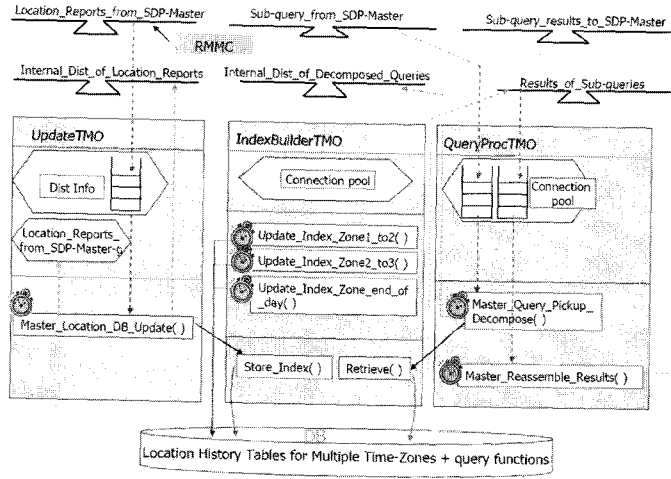 Location_Reports_from_SDP-Master
Sub-query_from_SDP-Master
Sub-query_results_to_SDP-Master
RMMC
Internal_Dist_of_Location_Reports
Internal_Dist_of_Decomposed_Queries
Results_of_Sub-queries
UpdateTMO
IndexBuilderTMO
QueryProcTMO
Dist Info
Connection pool
Connection
pool
Location_Reports_
from_SDP-Master-q
Update_Index_Zone1_to2( )
Update_Index_Zone2_to3( )
Update_Index_Zone_end_of
_day( )
Master_Location_DB_Update( )
Master_Query_Pickup_
Decompose( )
Store_Index( )
Retrieve( )
Master_Reassemble_Results( )
DB
Location History Tables for Multiple Time-Zones + query functions